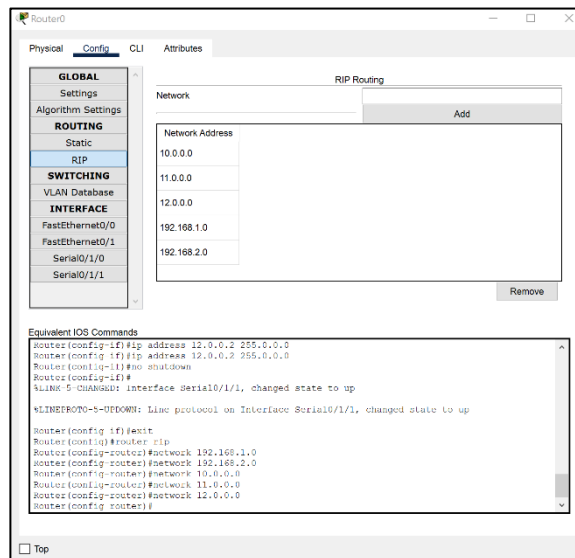 Router0
Physical Config CLI Attributes
GLOBAL
Settings
Algorithm Settings
ROUTING
Static
RIP
SWITCHING
VLAN Database
INTERFACE
FastEthernet0/0
FastEthernet0/1
Serial0/1/0
Serial0/1/1
RIP Routing
Network
Add
Network Address
10.0.0.0
11.0.0.0
12.0.0.0
192.168.1.0
192.168.2.0
Remove
Equivalent IOS Commands
Router(config-if)#ip address 12.0.0.2 255.0.0.0
Router(config-if)#ip address 12.0.0.2 255.0.0.0
Router(config-if)#no shutdown
Router(config-if)#
%LINK-5-CHANGED: Interface Serial0/1/1, changed state to up
%LINEPROTO-5-UPDOWN: Line protocol on Interface Serial0/1/1, changed state to up
Router(config-if)#exit
Router(config)#router rip
Router(config-router)#network 192.168.1.0
Router(config-router)#network 192.168.2.0
Router(config-router)#network 10.0.0.0
Router(config-router)#network 11.0.0.0
Router(config-router)#network 12.0.0.0
Router(config-router)#
Top